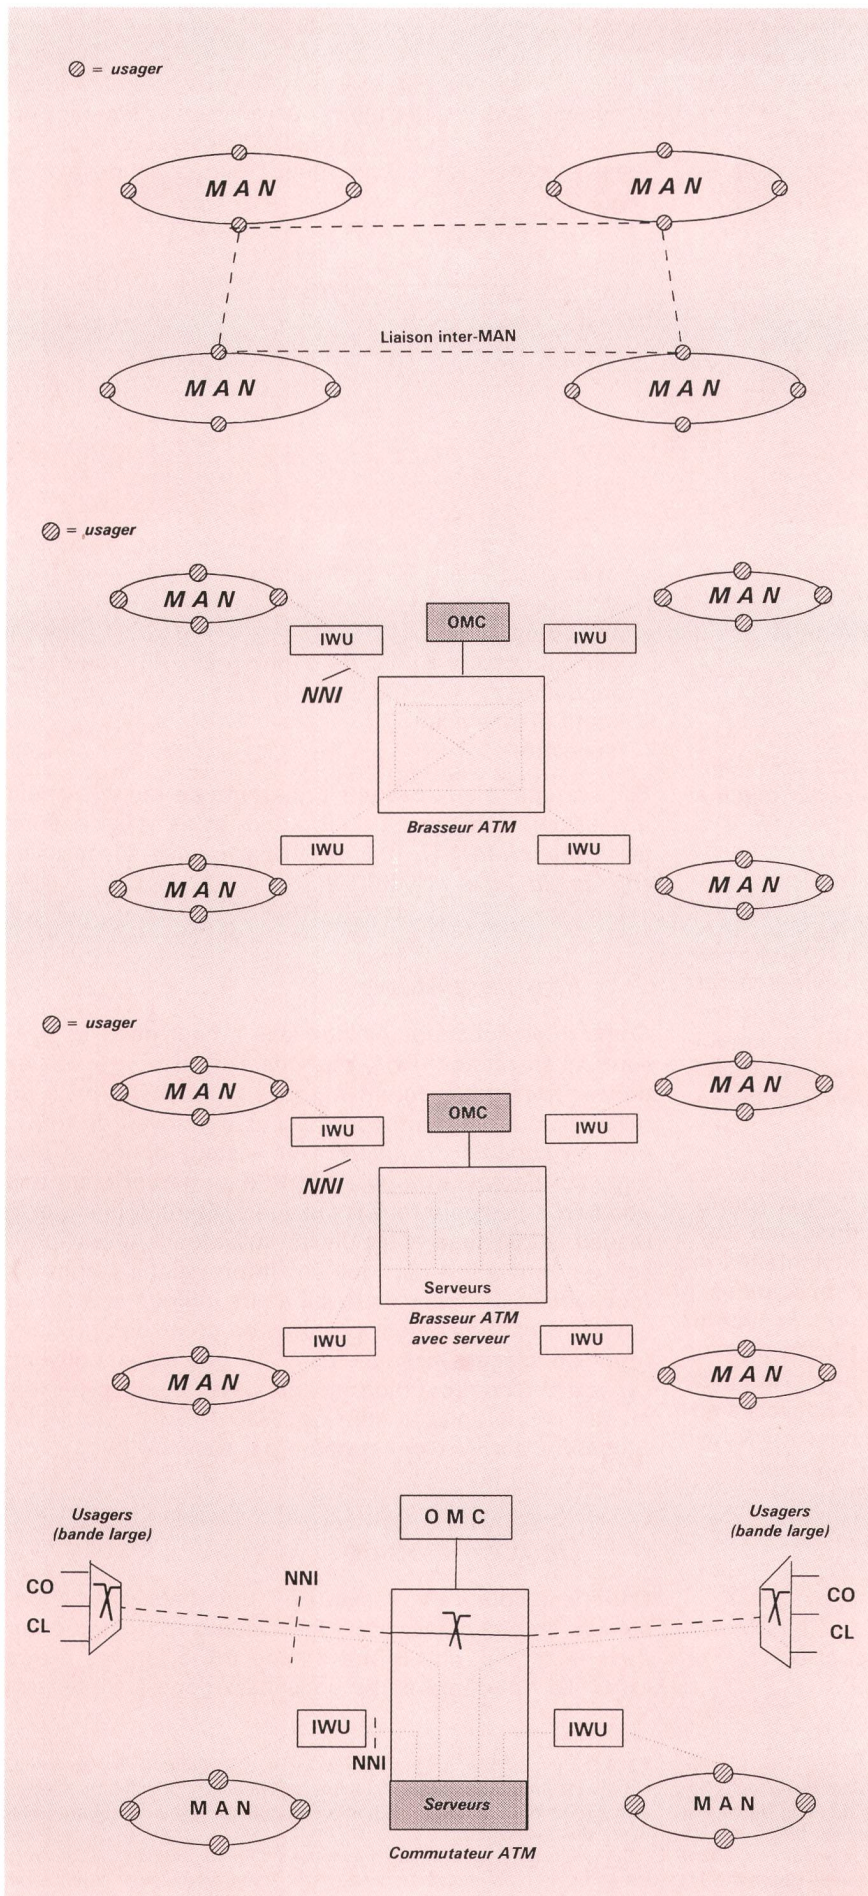 = usager
MAN
MAN
Liaison inter-MAN
MAN
MAN
= usager
MAN
MAN
OMC
IWU
IWU
NNI
Brasseur ATM
IWU
IWU
MAN
MAN
= usager
MAN
MAN
OMC
IWU
IWU
NNI
Serveurs
Brasseur ATM
avec serveur
IWU
IWU
MAN
MAN
OMC
Usagers
(bande large)
Usagers
(bande large)
NNI
CO
CO
CL
CL
IWU
IWU
NNI
MAN
Serveurs
MAN
Commutateur ATM